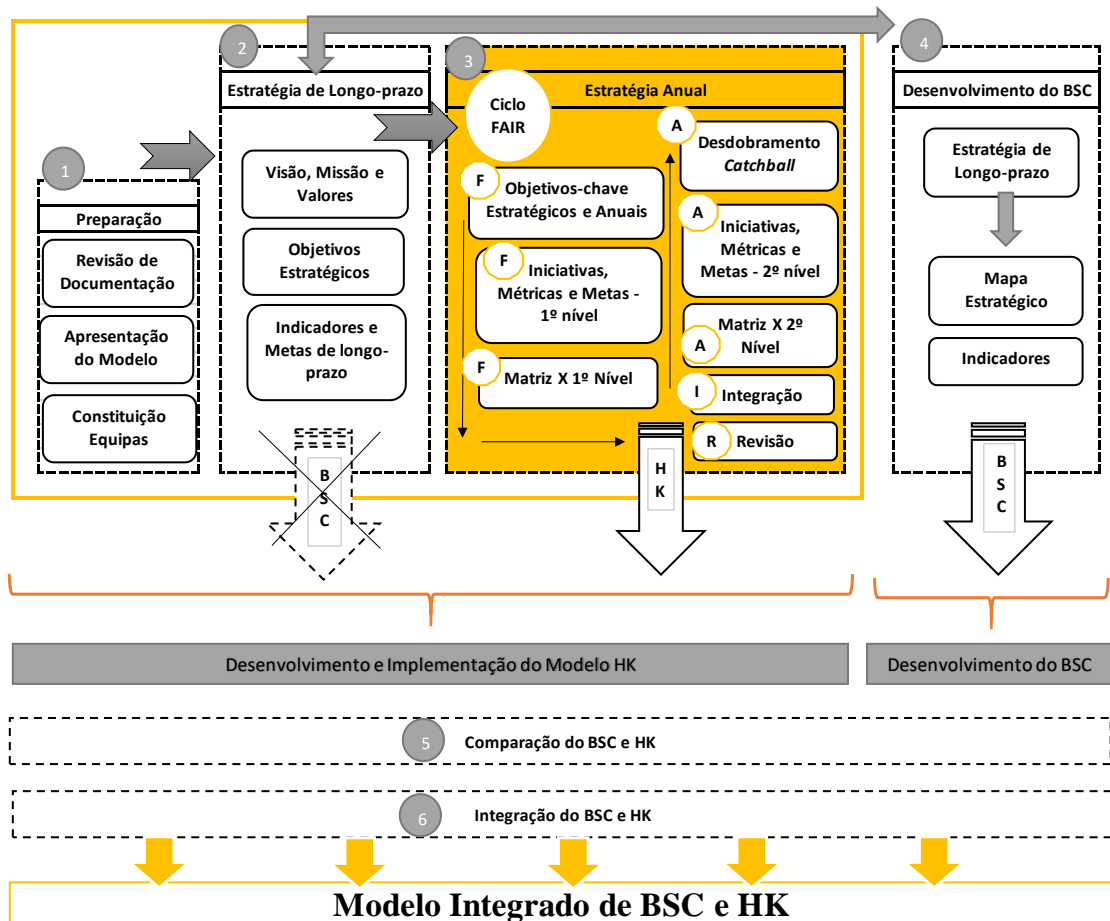 1
Preparação
Revisão de
Documentação
Apresentação
do Modelo
Constituição
Equipas
2
Estratégia de Longo-prazo
Visão, Missão e
Valores
Objetivos
Estratégicos
Indicadores e
Metas de longo-
prazo
B
S
C
3
Estratégia Anual
Ciclo
FAIR
F
Objetivos-chave
Estratégicos e Anuais
F
Iniciativas,
Métricas e Metas -
1º nível
F
Matriz X 1º Nível
A
Desdobramento
Catchball
A
Iniciativas,
Métricas e
Metas - 2º nível
Matriz X 2º
Nível
A
I
Integração
R
Revisão
H
K
4
Desenvolvimento do BSC
Estratégia de
Longo-prazo
Mapa
Estratégico
Indicadores
B
S
C
Desenvolvimento e Implementação do Modelo HK
Desenvolvimento do BSC
5
Comparação do BSC e HK
6
Integração do BSC e HK
Modelo Integrado de BSC e HK